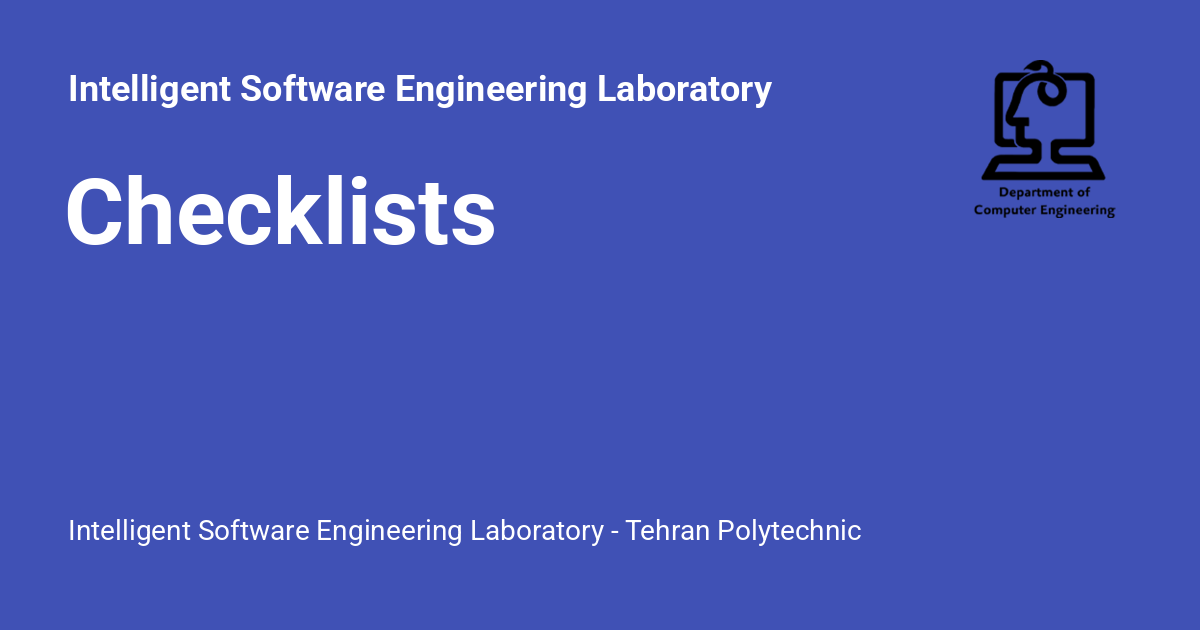 Intelligent Software Engineering Laboratory
Checklists
Department of
Computer Engineering
Intelligent Software Engineering Laboratory - Tehran Polytechnic